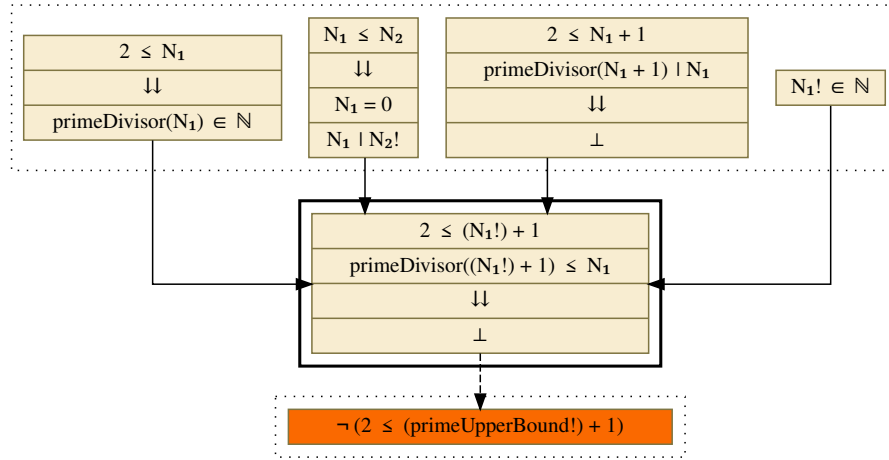 2 ≤ N₁
⇊
primeDivisor(N₁) ∈ ℕ
N₁ ≤ N₂
⇊
N₁ = 0
N₁ | N₂!
2 ≤ N₁ + 1
primeDivisor(N₁ + 1) | N₁
⇊
⊥
N₁! ∈ ℕ
2 ≤ (N₁!) + 1
primeDivisor((N₁!) + 1) ≤ N₁
⇊
⊥
¬ (2 ≤ (primeUpperBound!) + 1)